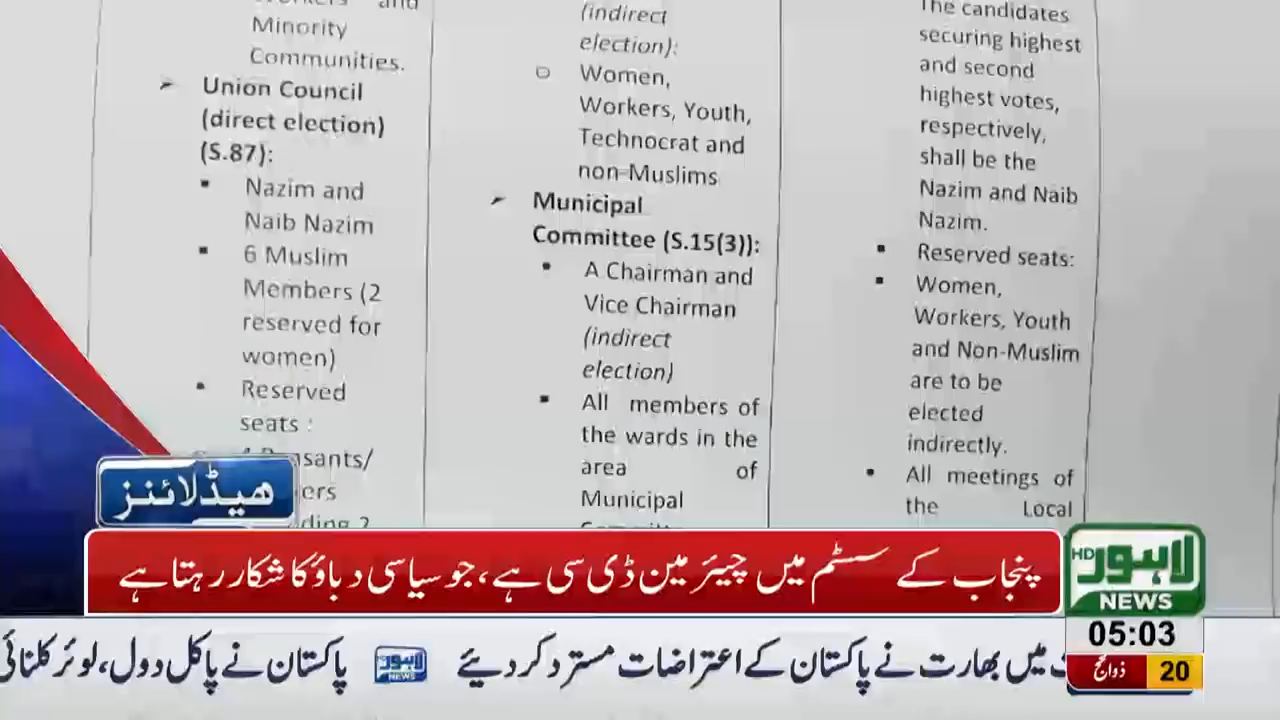 and
Minority
Communities.
➢ Union Council
(direct election)
(S.87):
▪ Nazim and
Naib Nazim
▪ 6 Muslim
Members (2
reserved for
women)
▪ Reserved
seats :
(indirect
election):
o Women,
Workers, Youth,
Technocrat and
non-Muslims
➢ Municipal
Committee (S.15(3)):
▪ A Chairman and
Vice Chairman
(indirect
election)
▪ All members of
the wards in the
area of
Municipal
The candidates
securing highest
and second
highest votes,
respectively,
shall be the
Nazim and Naib
Nazim.
▪ Reserved seats:
▪ Women,
Workers, Youth
and Non-Muslim
are to be
elected
indirectly.
• All meetings of
the Local
ہیڈلائنز
پنجاب کے سسٹم میں چیئرمین ڈی سی ہے، جو سیاسی دباؤ کا شکار رہتا ہے
لاہور HD
NEWS
05:03
20 ذوالحج
میں بھارت نے پاکستان کے اعتراضات مسترد کر دیئے لاہور NEWS پاکستان نے پاکل دول، لوئر کلنائی